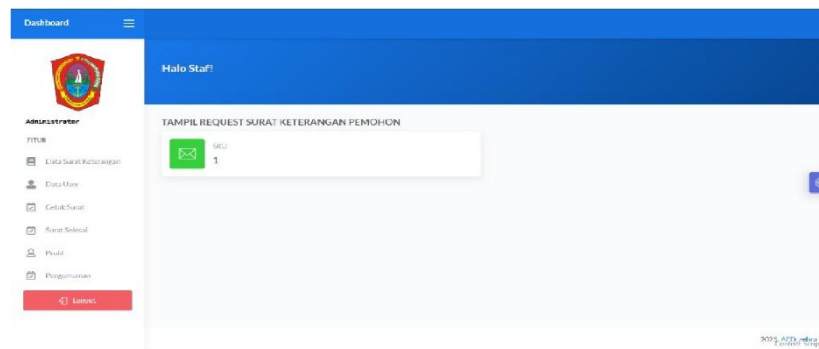 Dashboard
Halo Staf!
Administrator
FITUR
Data Surat Keterangan
Data User
Cetak Surat
Surat Selesai
Profil
Pengumuman
Logout
TAMPIL REQUEST SURAT KETERANGAN PEMOHON
SKU
1